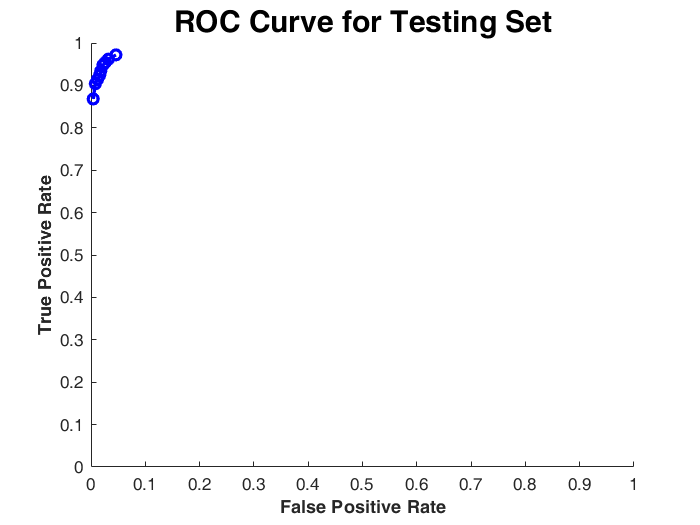 ROC Curve for Testing Set
1
0.9
0.8
0.7
0.6
0.5
0.4
0.3
0.2
0.1
0
True Positive Rate
0 0.1 0.2 0.3 0.4 0.5 0.6 0.7 0.8 0.9 1
False Positive Rate